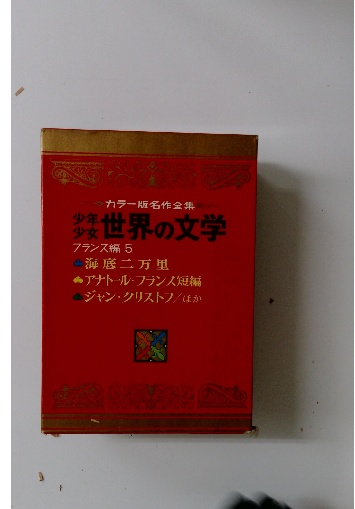 カラー版名作全集
少年少女 世界の文学
フランス編 5
海底二万里
アナトール・フランス短編
ジャン・クリストフ/ほか